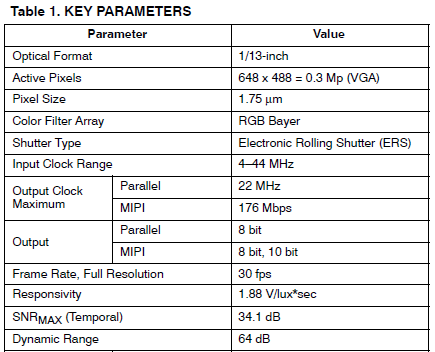 Table 1. KEY PARAMETERS
Parameter Value
Optical Format 1/13-inch
Active Pixels 648 x 488 = 0.3 Mp (VGA)
Pixel Size 1.75 μm
Color Filter Array RGB Bayer
Shutter Type Electronic Rolling Shutter (ERS)
Input Clock Range 4–44 MHz
Output Clock Maximum Parallel 22 MHz
MIPI 176 Mbps
Output Parallel 8 bit
MIPI 8 bit, 10 bit
Frame Rate, Full Resolution 30 fps
Responsivity 1.88 V/lux*sec
SNRMAX (Temporal) 34.1 dB
Dynamic Range 64 dB